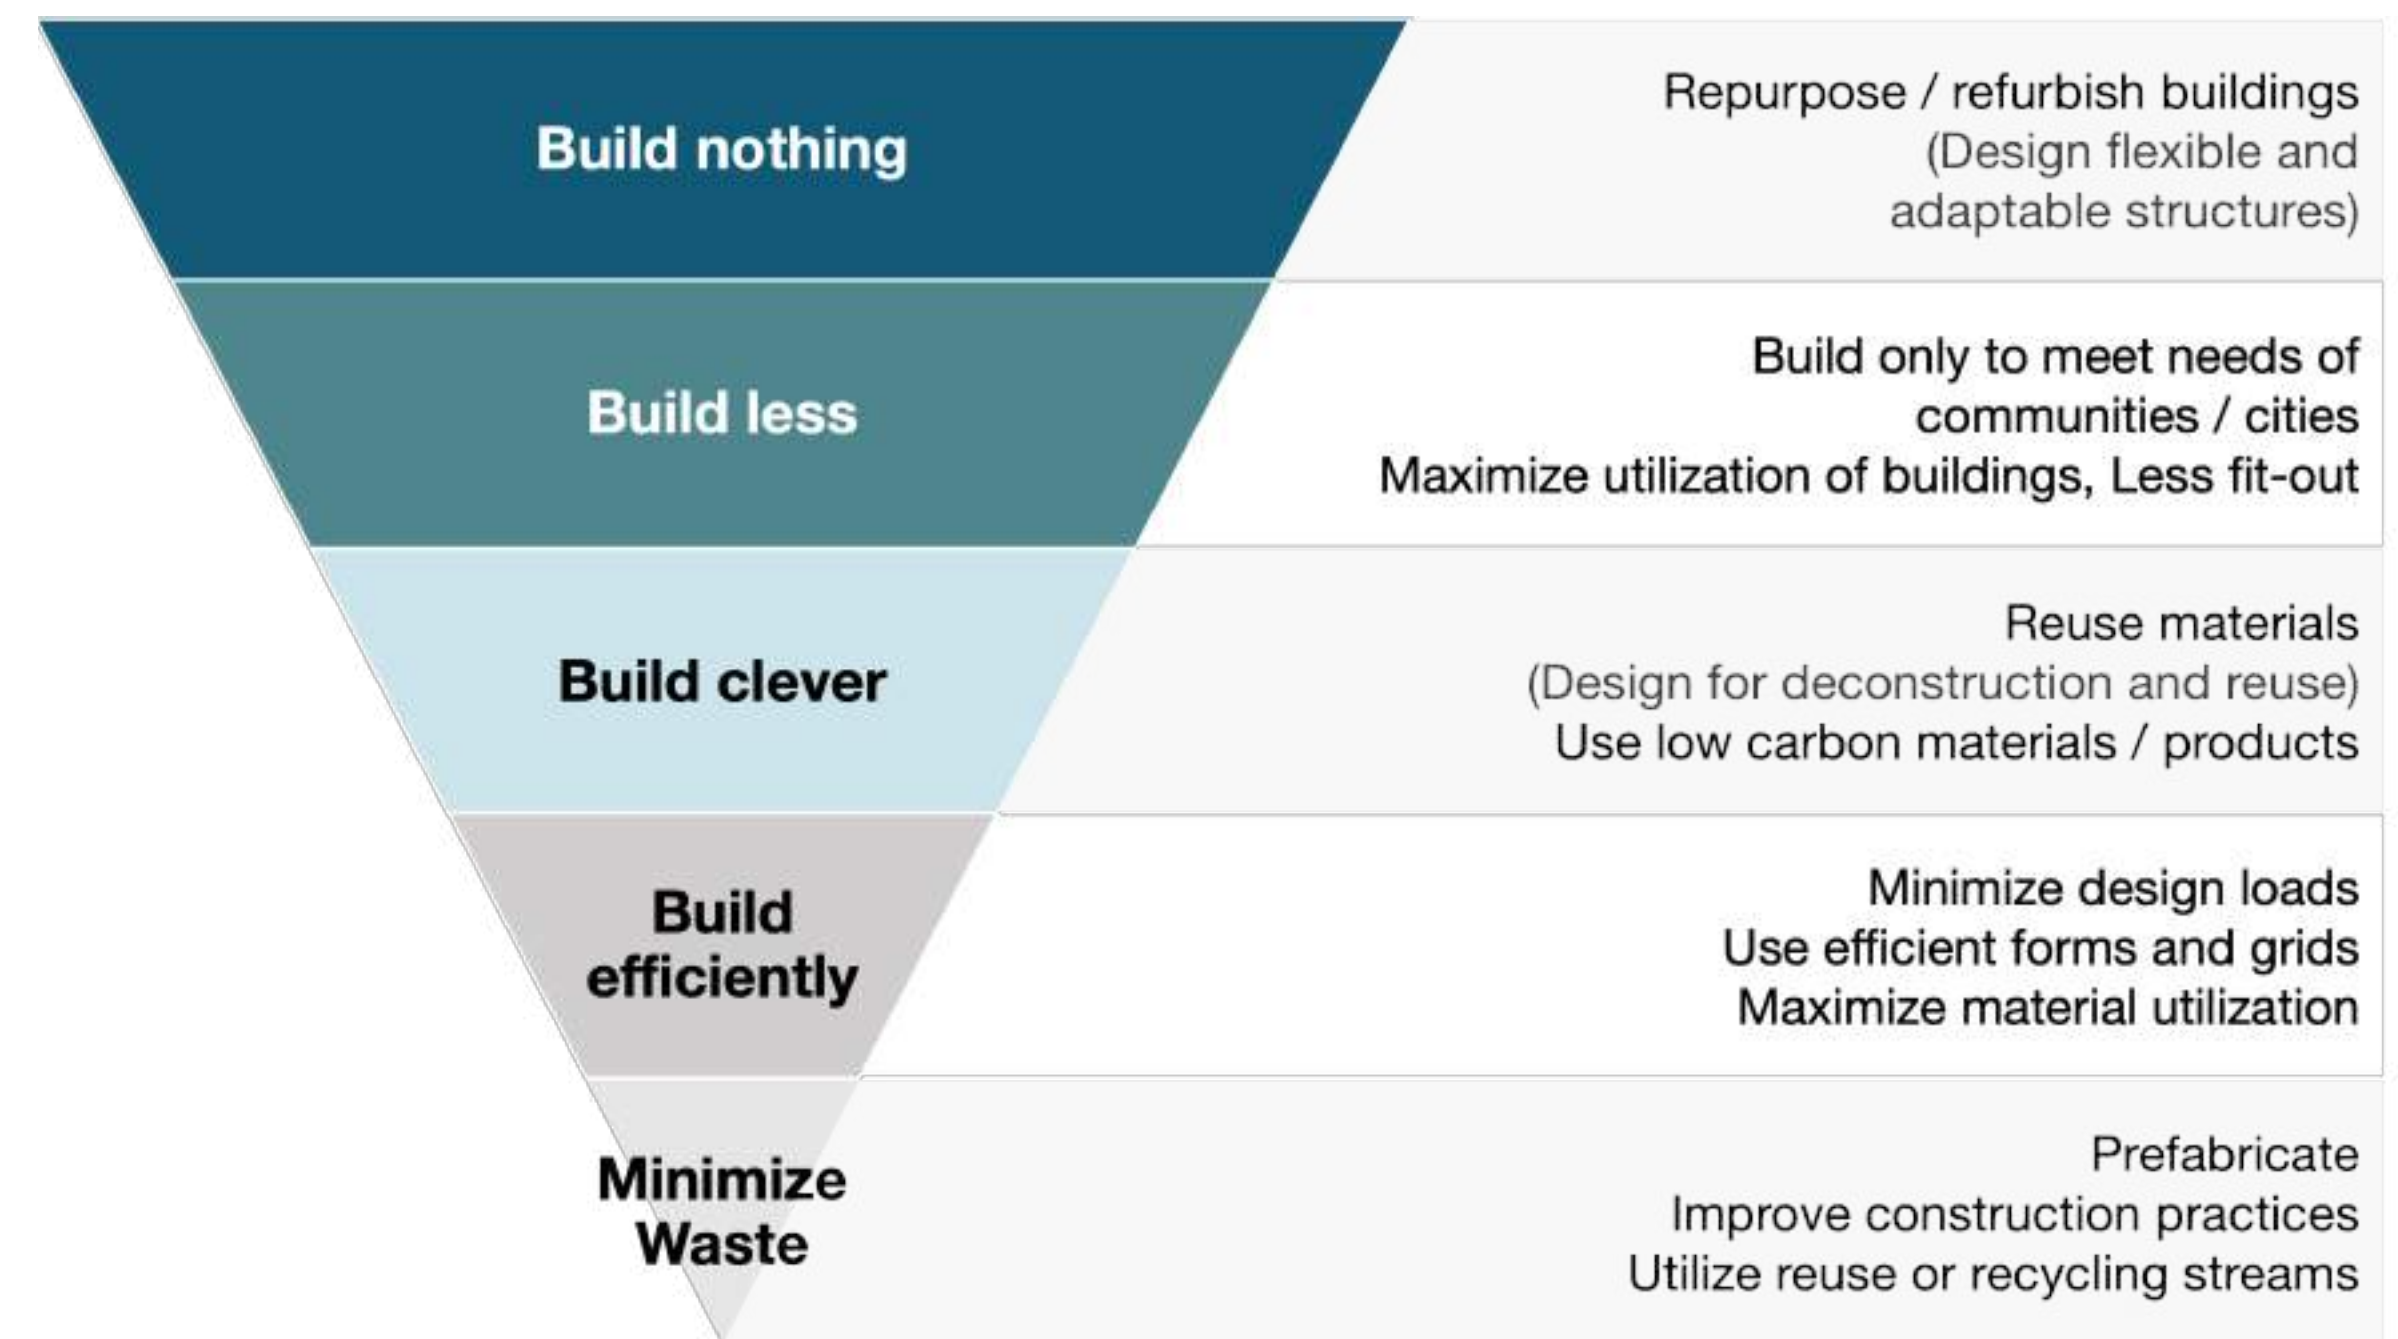 Build nothing
Repurpose / refurbish buildings
(Design flexible and
adaptable structures)
Build less
Build only to meet needs of
communities / cities
Maximize utilization of buildings, Less fit-out
Build clever
Reuse materials
(Design for deconstruction and reuse)
Use low carbon materials / products
Build
efficiently
Minimize design loads
Use efficient forms and grids
Maximize material utilization
Minimize
Waste
Prefabricate
Improve construction practices
Utilize reuse or recycling streams